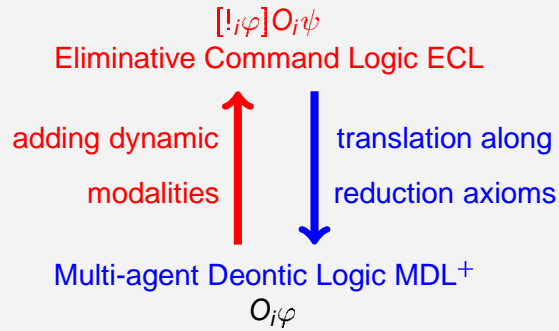 [!ᵢφ]Oᵢψ
Eliminative Command Logic ECL
adding dynamic
modalities
translation along
reduction axioms
Multi-agent Deontic Logic MDL⁺
Oᵢφ